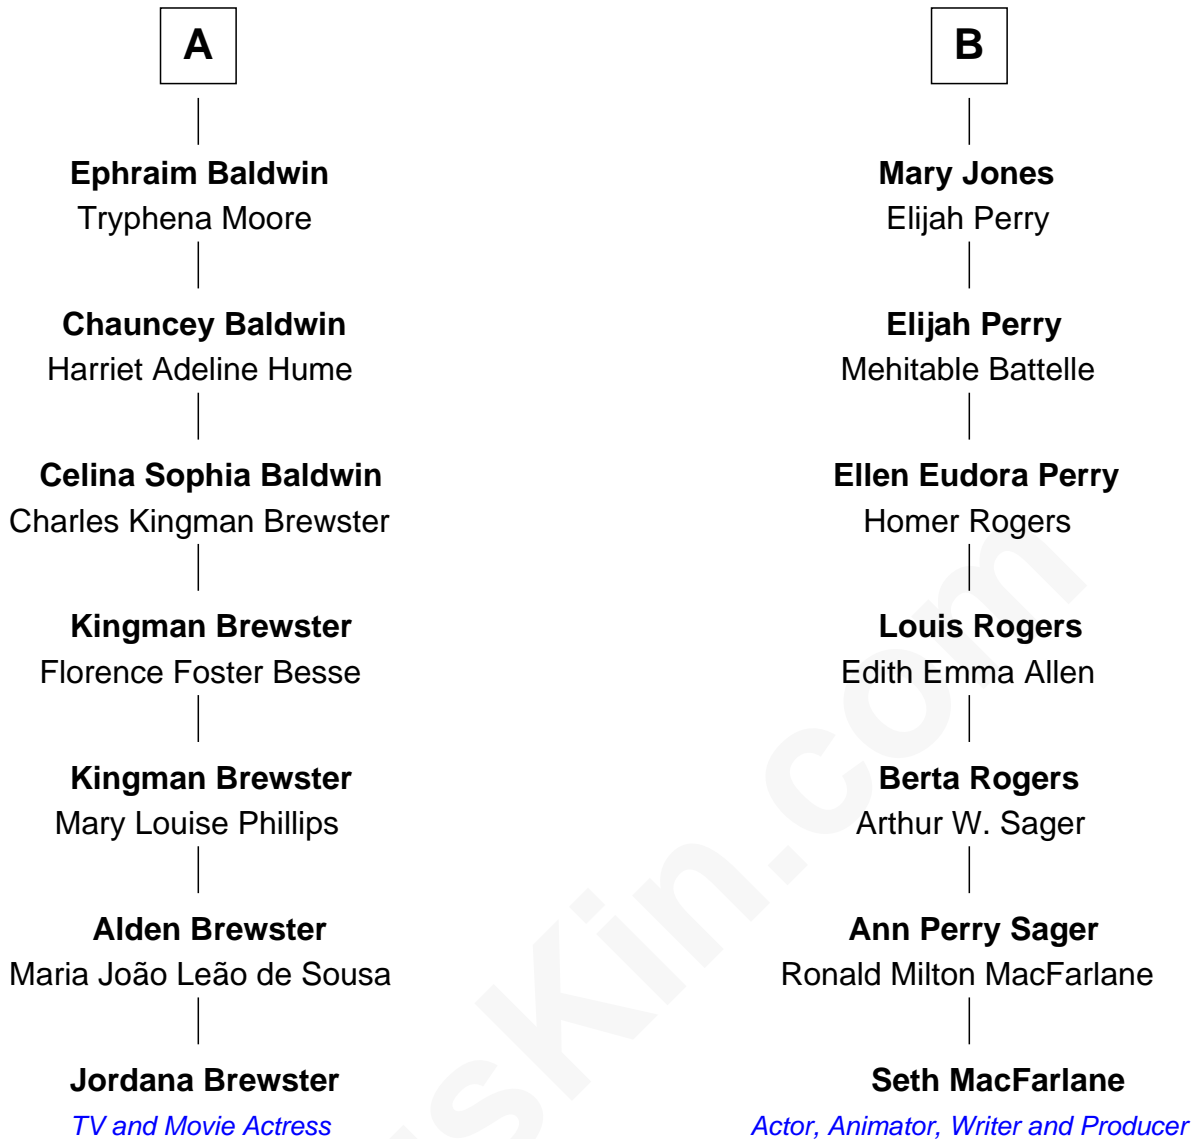 A
Ephraim Baldwin
Tryphena Moore
Chauncey Baldwin
Harriet Adeline Hume
Celina Sophia Baldwin
Charles Kingman Brewster
Kingman Brewster
Florence Foster Besse
Kingman Brewster
Mary Louise Phillips
Alden Brewster
Maria João Leão de Sousa
Jordana Brewster
TV and Movie Actress
B
Mary Jones
Elijah Perry
Elijah Perry
Mehitable Battelle
Ellen Eudora Perry
Homer Rogers
Louis Rogers
Edith Emma Allen
Berta Rogers
Arthur W. Sager
Ann Perry Sager
Ronald Milton MacFarlane
Seth MacFarlane
Actor, Animator, Writer and Producer